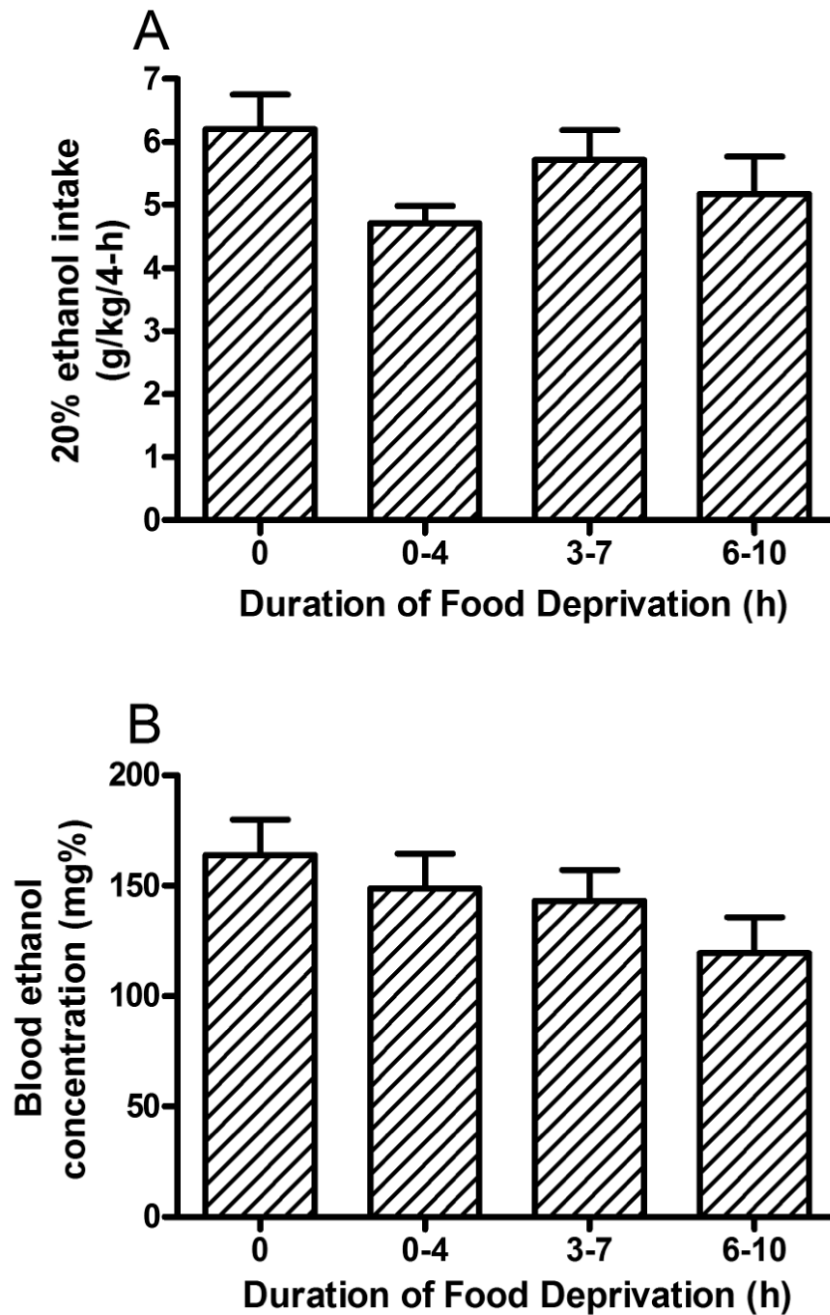 A
20% ethanol intake
(g/kg/4-h)
7
6
5
4
3
2
1
0
0 0-4 3-7 6-10
Duration of Food Deprivation (h)
B
Blood ethanol
concentration (mg%)
200
150
100
50
0
0 0-4 3-7 6-10
Duration of Food Deprivation (h)